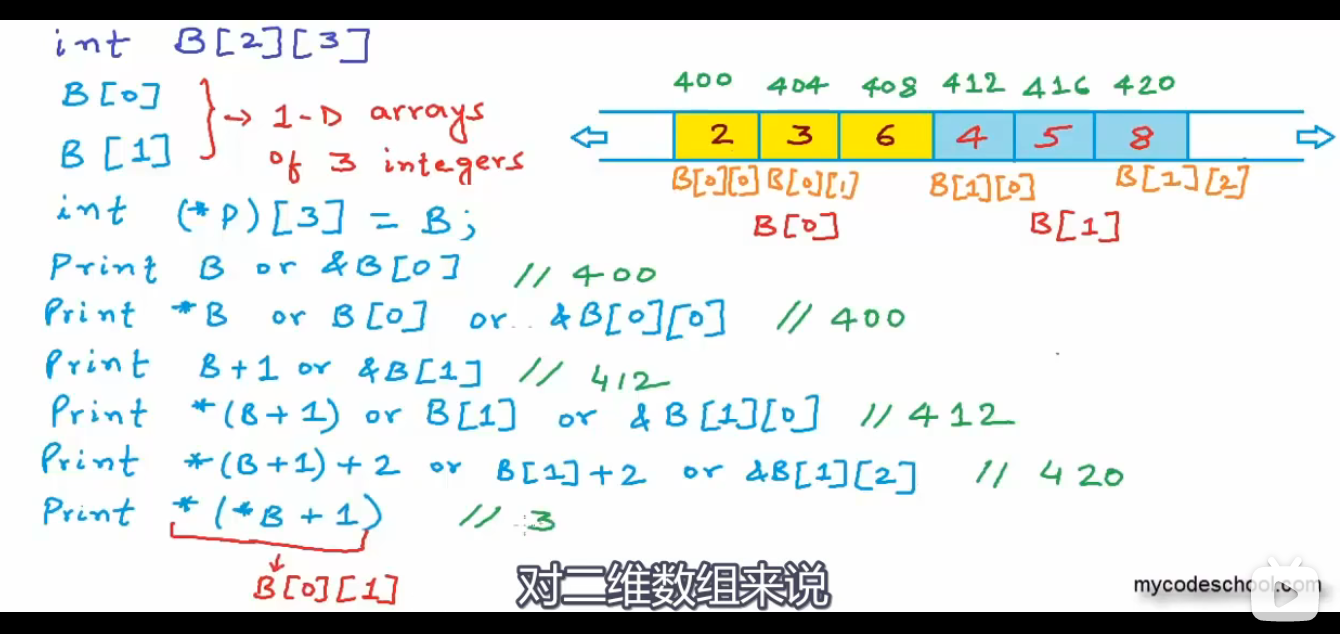 int B[2][3]
B[0]
B[1]
→ 1-D arrays
of 3 integers
int (*P)[3] = B;
Print B or &B[0] // 400
Print *B or B[0] or &B[0][0] // 400
Print B+1 or &B[1] // 412
Print *(B+1) or B[1] or &B[1][0] // 412
Print *(B+1)+2 or B[1]+2 or &B[1][2] // 420
Print *(*B+1) // 3
B[0][1]
400 404 408 412 416 420
2 3 6 4 5 8
B[0][0] B[0][1] B[1][0] B[1][2]
B[0] B[1]
对二维数组来说
mycodeschool.com